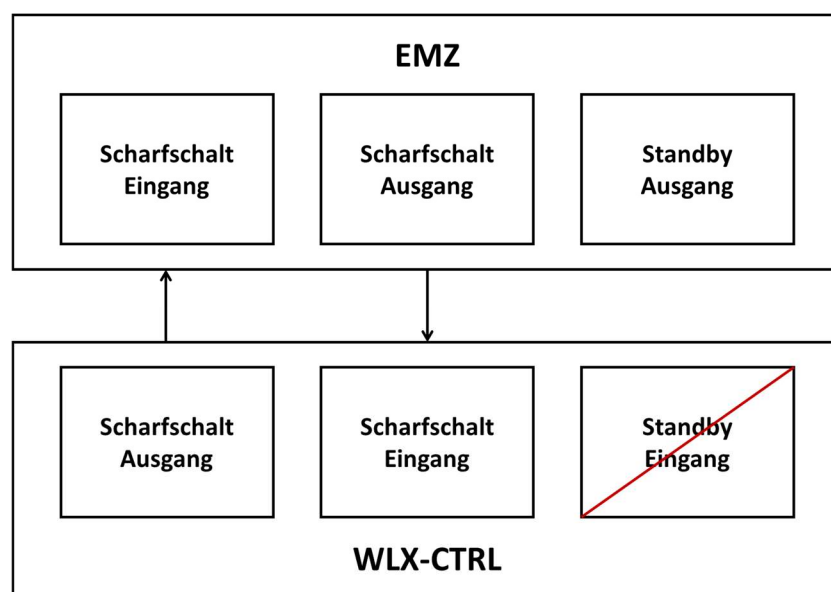 EMZ
Scharfschalt
Eingang
Scharfschalt
Ausgang
Standby
Ausgang
Scharfschalt
Ausgang
Scharfschalt
Eingang
Standby
Eingang
WLX-CTRL